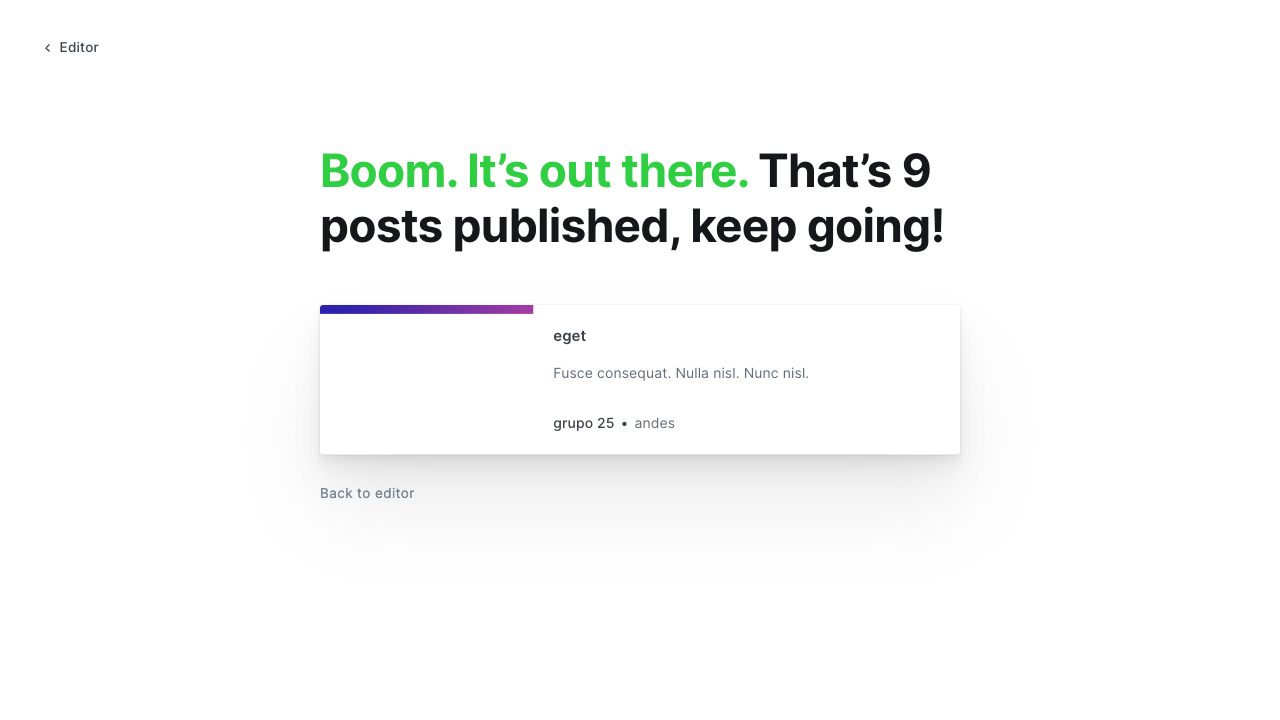 Editor
Boom. It’s out there. That’s 9
posts published, keep going!
eget
Fusce consequat. Nulla nisl. Nunc nisl.
grupo 25 • andes
Back to editor